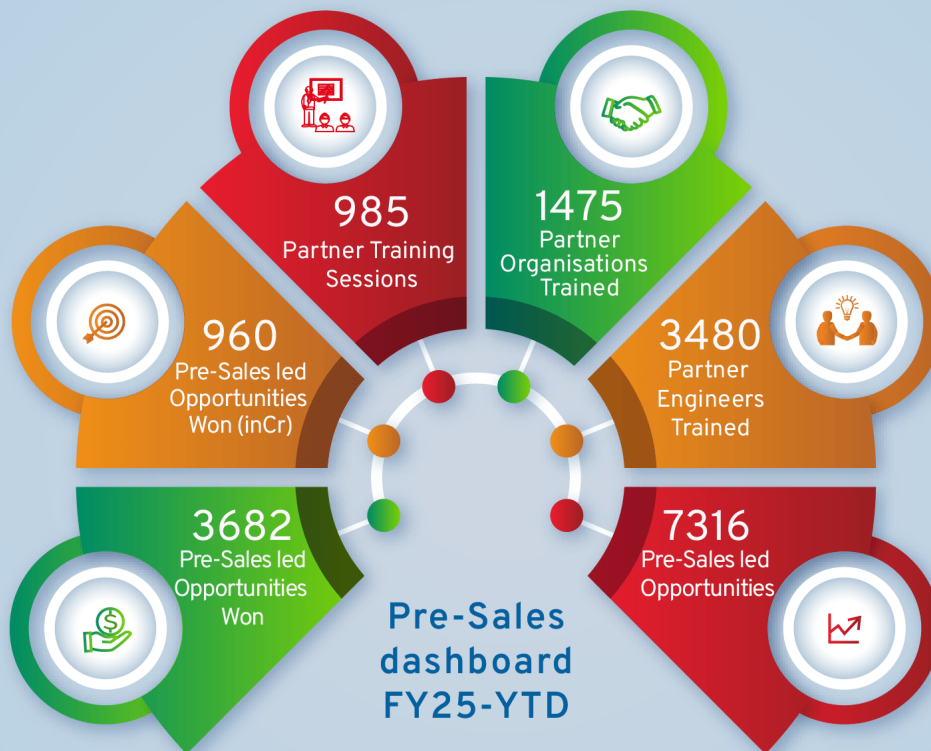 985
Partner Training
Sessions
1475
Partner
Organisations
Trained
960
Pre-Sales led
Opportunities
Won (inCr)
3480
Partner
Engineers
Trained
3682
Pre-Sales led
Opportunities
Won
7316
Pre-Sales led
Opportunities
Pre-Sales
dashboard
FY25-YTD